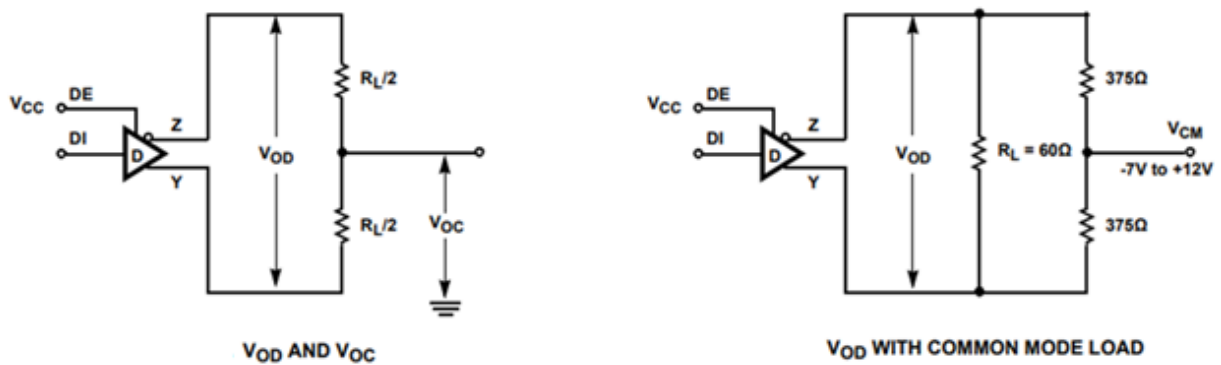 VCC
DE
DI
D
Z
Y
VOD
RL/2
RL/2
VOC
VOD AND VOC
VCC
DE
DI
D
Z
Y
VOD
RL = 60Ω
375Ω
VCM
-7V to +12V
375Ω
VOD WITH COMMON MODE LOAD